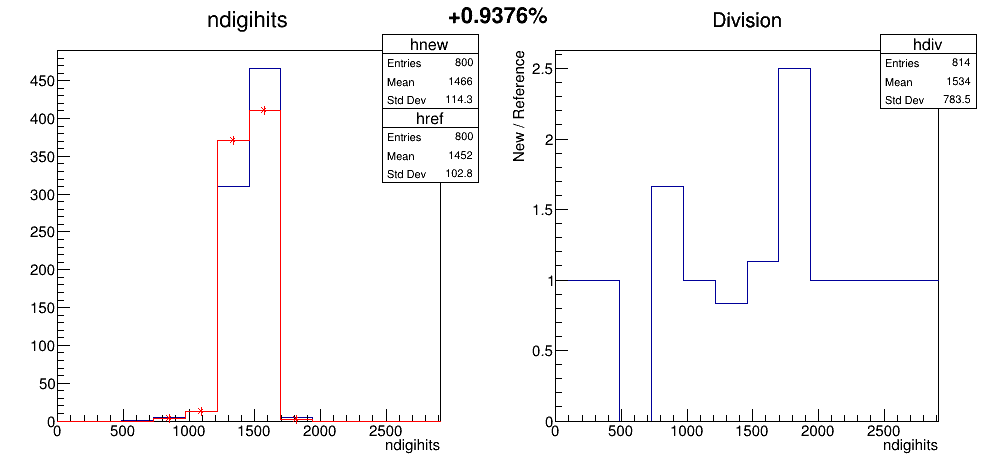 +0.9376%
ndigihits
hnew
Entries 800
Mean 1466
Std Dev 114.3
href
Entries 800
Mean 1452
Std Dev 102.8
450
400
350
300
250
200
150
100
50
0
0 500 1000 1500 2000 2500
ndigihits
Division
hdiv
Entries 814
Mean 1534
Std Dev 783.5
New / Reference
2.5
2
1.5
1
0.5
0
0 500 1000 1500 2000 2500
ndigihits